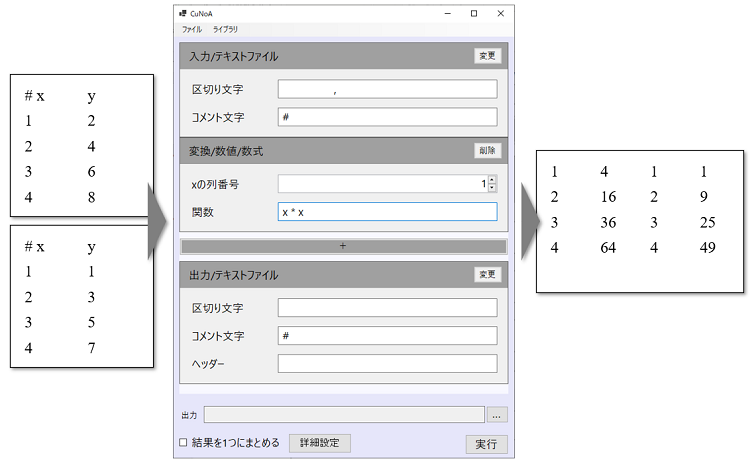 # x y
1 2
2 4
3 6
4 8
# x y
1 1
2 3
3 5
4 7
CuNoA
ファイル ライブラリ
入力/テキストファイル 変更
区切り文字 ,
コメント文字 #
変換/数値/数式 削除
xの列番号 1
関数 x * x
+
出力/テキストファイル 変更
区切り文字
コメント文字 #
ヘッダー
出力 ...
結果を1つにまとめる 詳細設定 実行
1 4 1 1
2 16 2 9
3 36 3 25
4 64 4 49